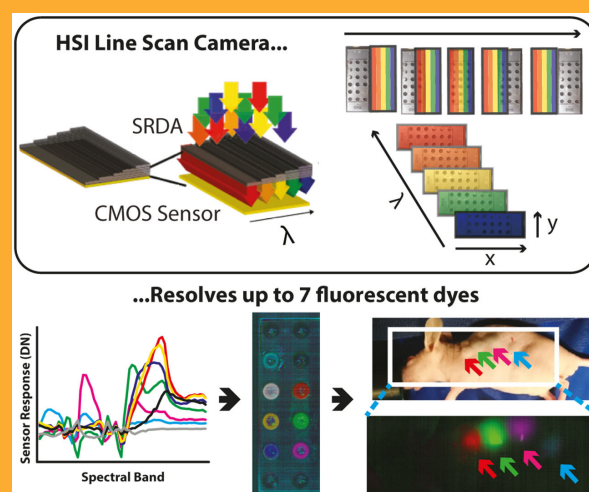 HSI Line Scan Camera...
SRDA
CMOS Sensor
λ
λ
y
x
...Resolves up to 7 fluorescent dyes
Sensor Response (DN)
Spectral Band